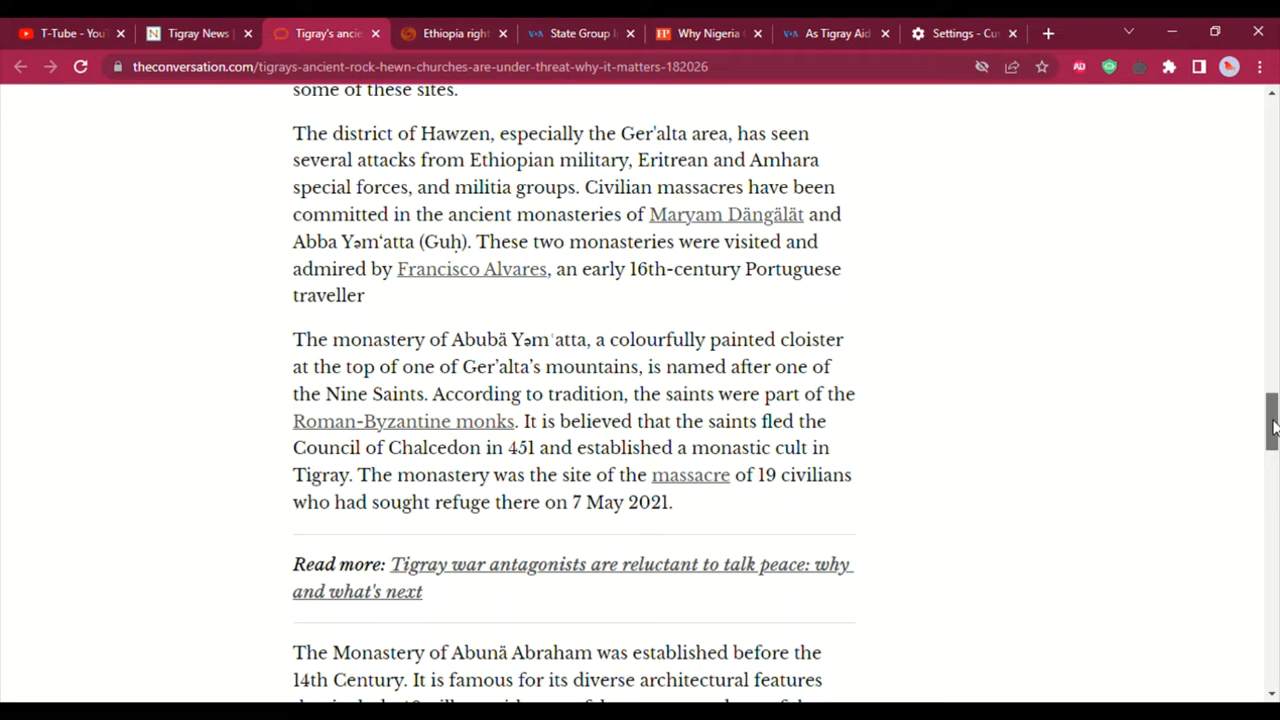 T-Tube - You
Tigray News |
Tigray's ancie
Ethiopia right
State Group I
Why Nigeria
As Tigray Aid
Settings - Cus
theconversation.com/tigrays-ancient-rock-hewn-churches-are-under-threat-why-it-matters-182026
some of these sites.
The district of Hawzen, especially the Ger'alta area, has seen
several attacks from Ethiopian military, Eritrean and Amhara
special forces, and militia groups. Civilian massacres have been
committed in the ancient monasteries of Maryam Dängälät and
Abba Yəm‘atta (Guḥ). These two monasteries were visited and
admired by Francisco Alvares, an early 16th-century Portuguese
traveller
The monastery of Abubä Yəmʿatta, a colourfully painted cloister
at the top of one of Ger’alta’s mountains, is named after one of
the Nine Saints. According to tradition, the saints were part of the
Roman-Byzantine monks. It is believed that the saints fled the
Council of Chalcedon in 451 and established a monastic cult in
Tigray. The monastery was the site of the massacre of 19 civilians
who had sought refuge there on 7 May 2021.
Read more: Tigray war antagonists are reluctant to talk peace: why
and what's next
The Monastery of Abunä Abraham was established before the
14th Century. It is famous for its diverse architectural features